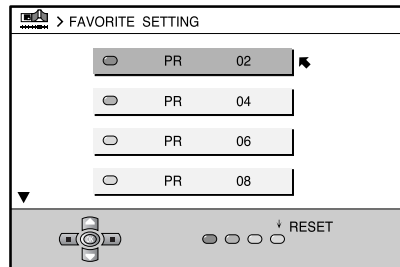 > FAVORITE SETTING
PR 02
PR 04
PR 06
PR 08
RESET